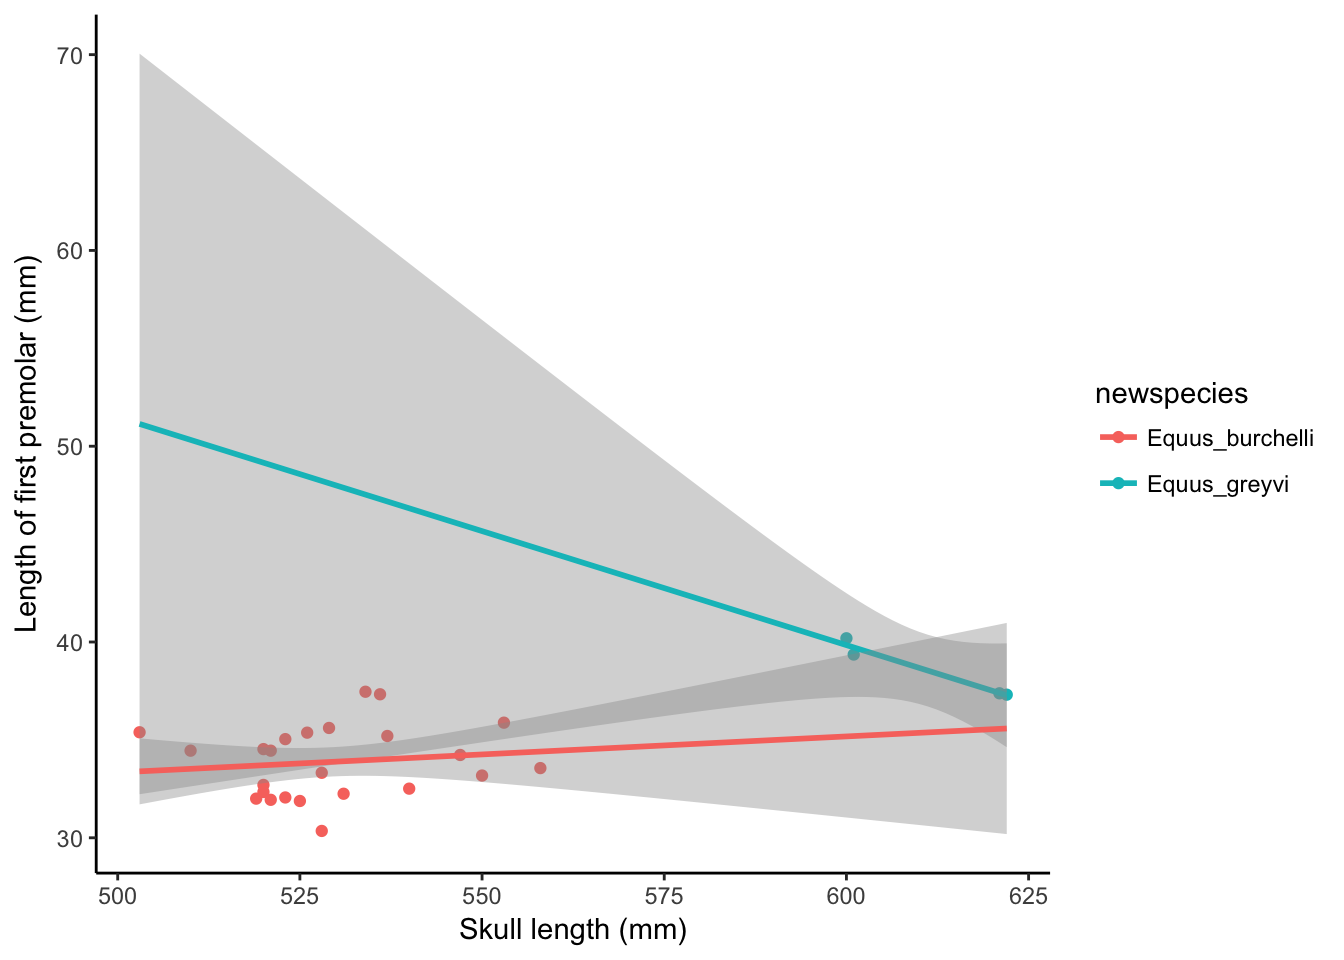 70
60
50
40
30
Length of first premolar (mm)
500 525 550 575 600 625
Skull length (mm)
newspecies
Equus_burchelli
Equus_greyvi